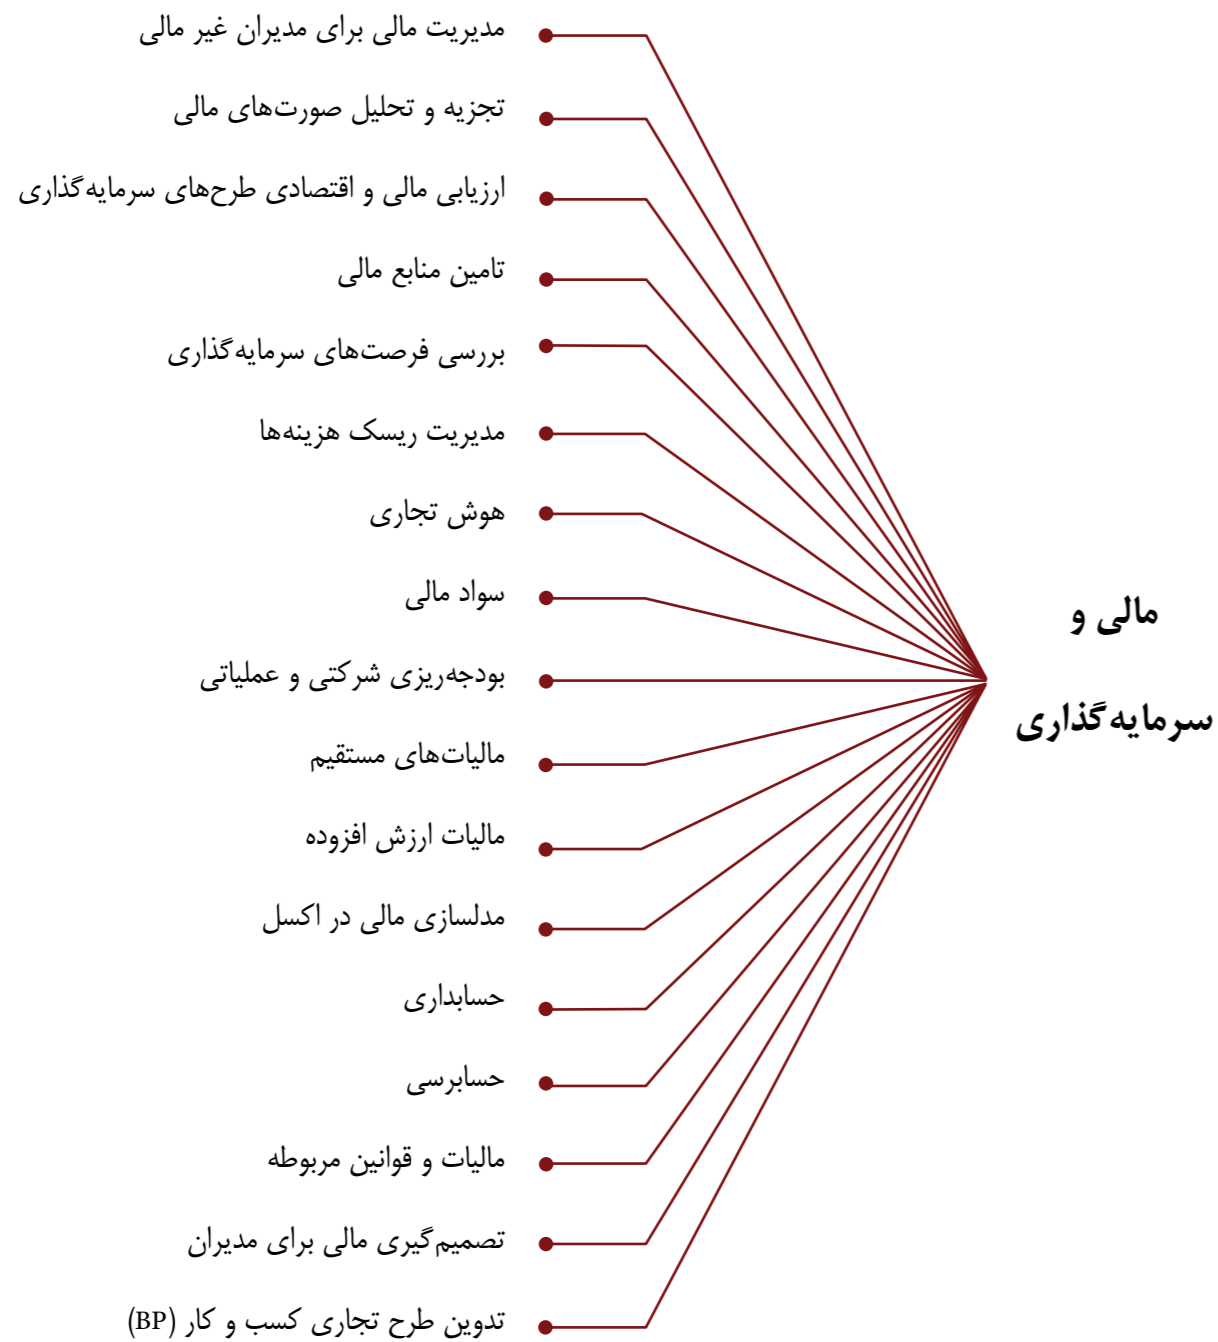 مالی و
سرمایه‌گذاری
مدیریت مالی برای مدیران غیر مالی
تجزیه و تحلیل صورت‌های مالی
ارزیابی مالی و اقتصادی طرح‌های سرمایه‌گذاری
تامین منابع مالی
بررسی فرصت‌های سرمایه‌گذاری
مدیریت ریسک هزینه‌ها
هوش تجاری
سواد مالی
بودجه‌ریزی شرکتی و عملیاتی
مالیات‌های مستقیم
مالیات ارزش افزوده
مدلسازی مالی در اکسل
حسابداری
حسابرسی
مالیات و قوانین مربوطه
تصمیم‌گیری مالی برای مدیران
تدوین طرح تجاری کسب و کار (BP)